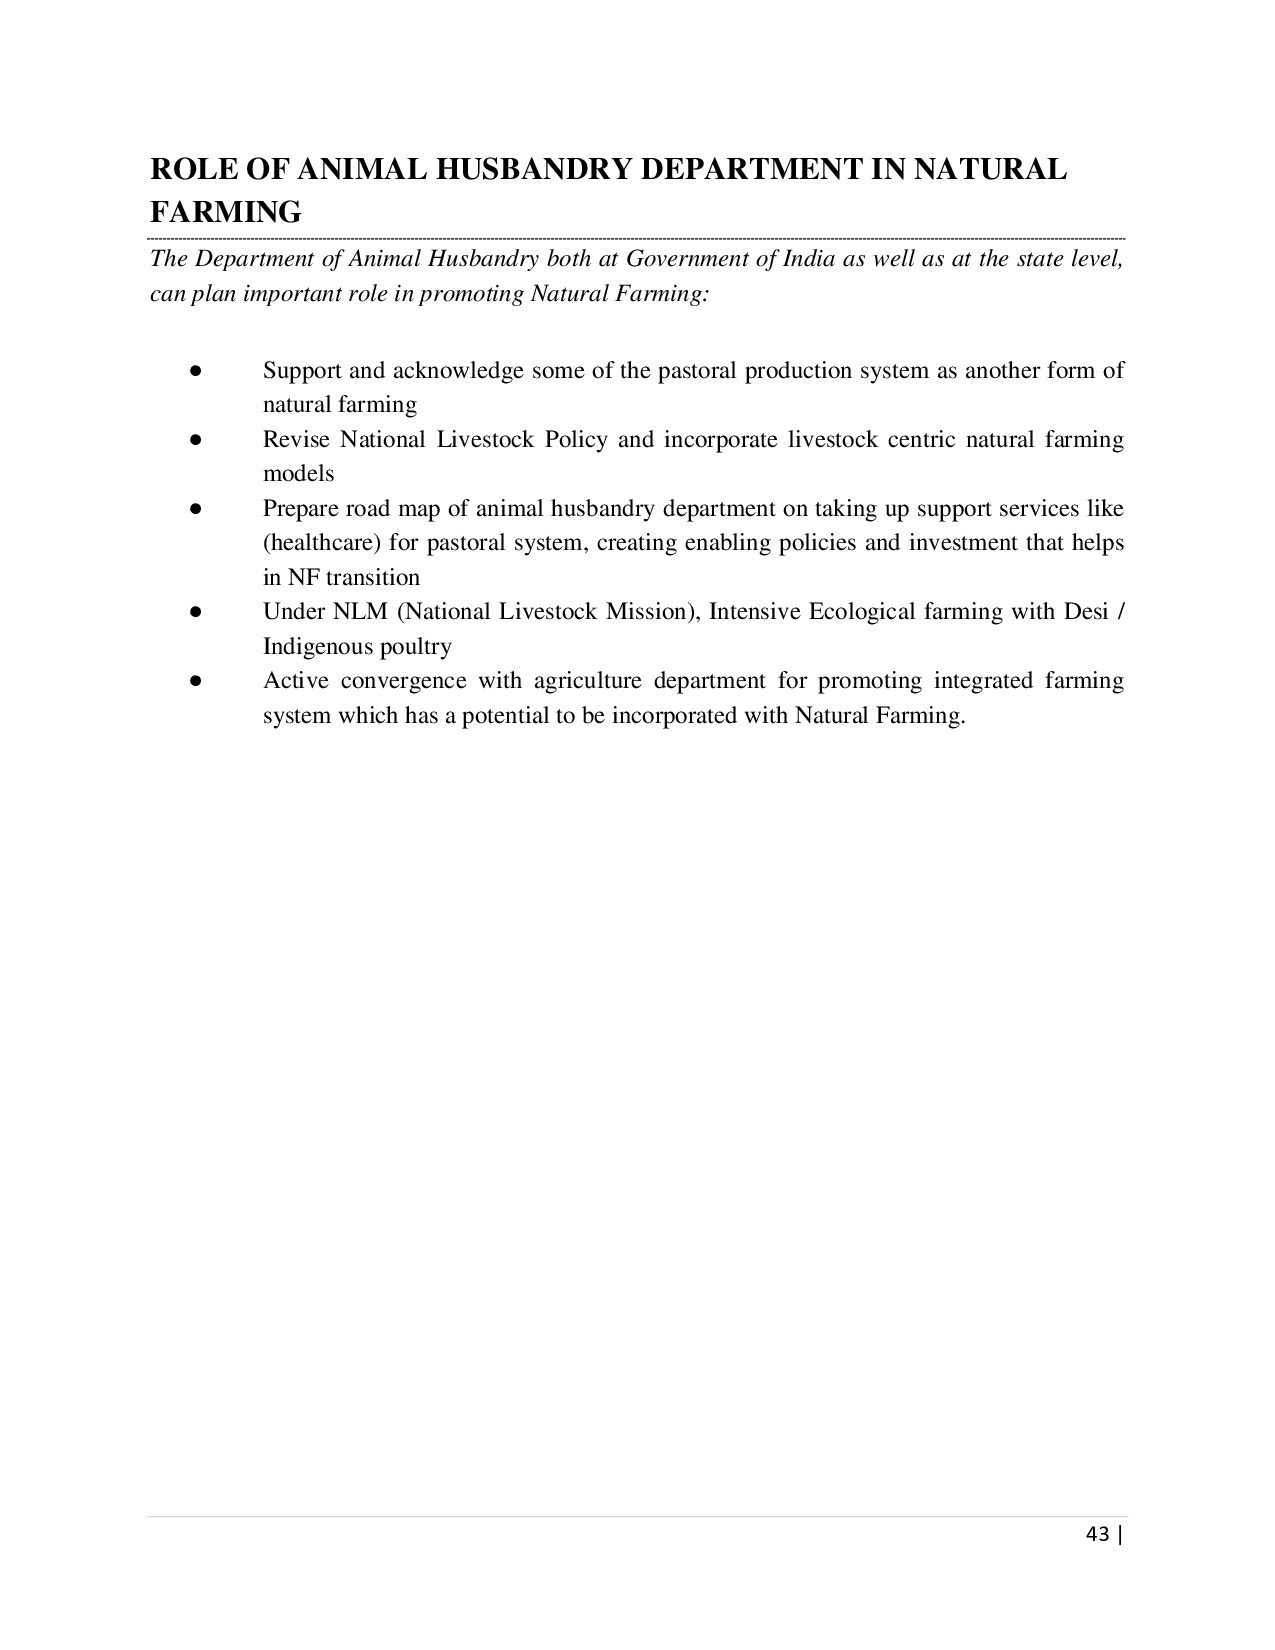 ROLE OF ANIMAL HUSBANDRY DEPARTMENT IN NATURAL
FARMING
The Department of Animal Husbandry both at Government of India as well as at the state level,
can plan important role in promoting Natural Farming:
● Support and acknowledge some of the pastoral production system as another form of
natural farming
● Revise National Livestock Policy and incorporate livestock centric natural farming
models
● Prepare road map of animal husbandry department on taking up support services like
(healthcare) for pastoral system, creating enabling policies and investment that helps
in NF transition
● Under NLM (National Livestock Mission), Intensive Ecological farming with Desi /
Indigenous poultry
● Active convergence with agriculture department for promoting integrated farming
system which has a potential to be incorporated with Natural Farming.
43 |